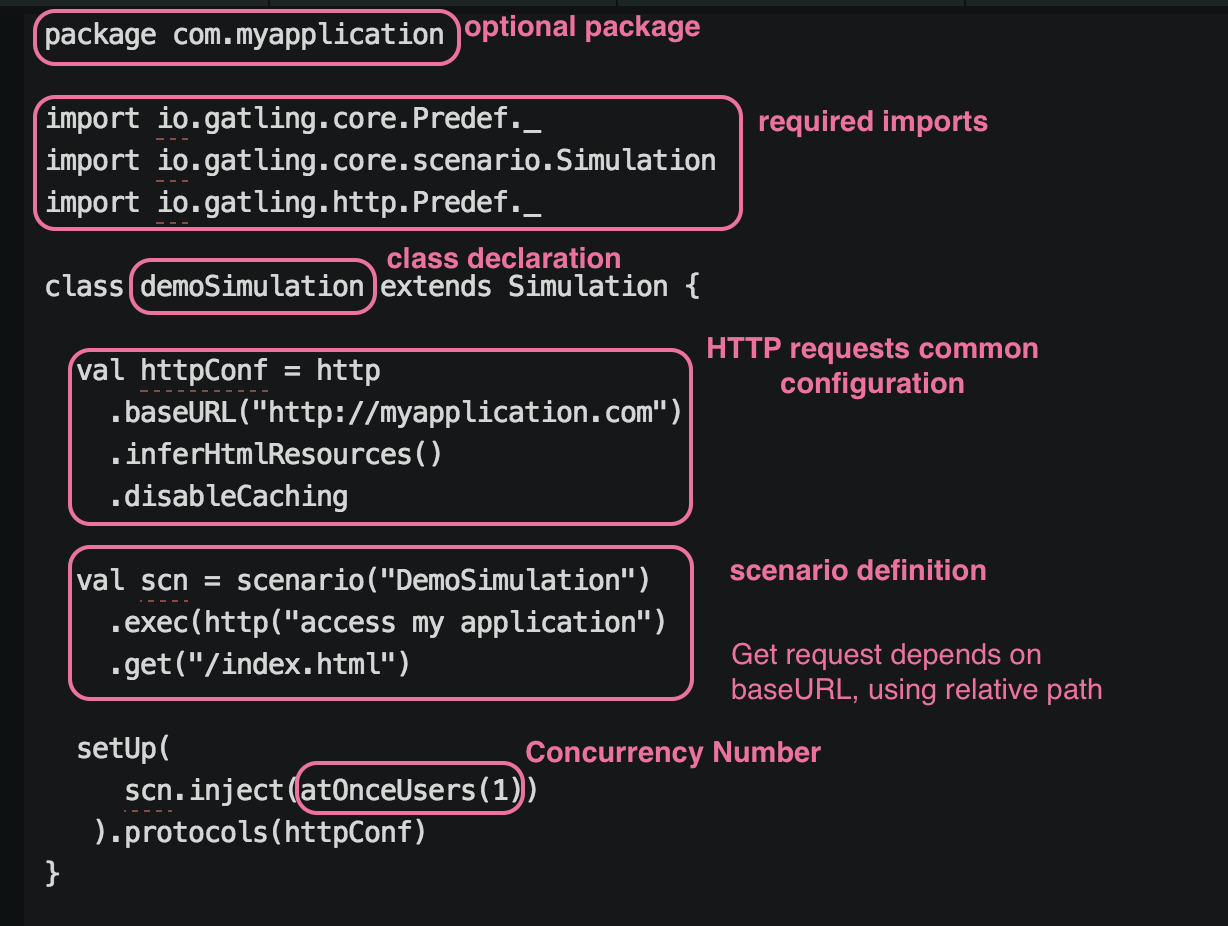 package com.myapplication optional package
import io.gatling.core.Predef._
required imports
import io.gatling.core.scenario.Simulation
import io.gatling.http.Predef._
class declaration
class demoSimulation extends Simulation {
HTTP requests common
configuration
val httpConf = http
.baseURL("http://myapplication.com")
.inferHtmlResources()
.disableCaching
scenario definition
val scn = scenario("DemoSimulation")
.exec(http("access my application")
.get("/index.html")
Get request depends on
baseURL, using relative path
setUp(
Concurrency Number
scn.inject(atOnceUsers(1))
).protocols(httpConf)
}